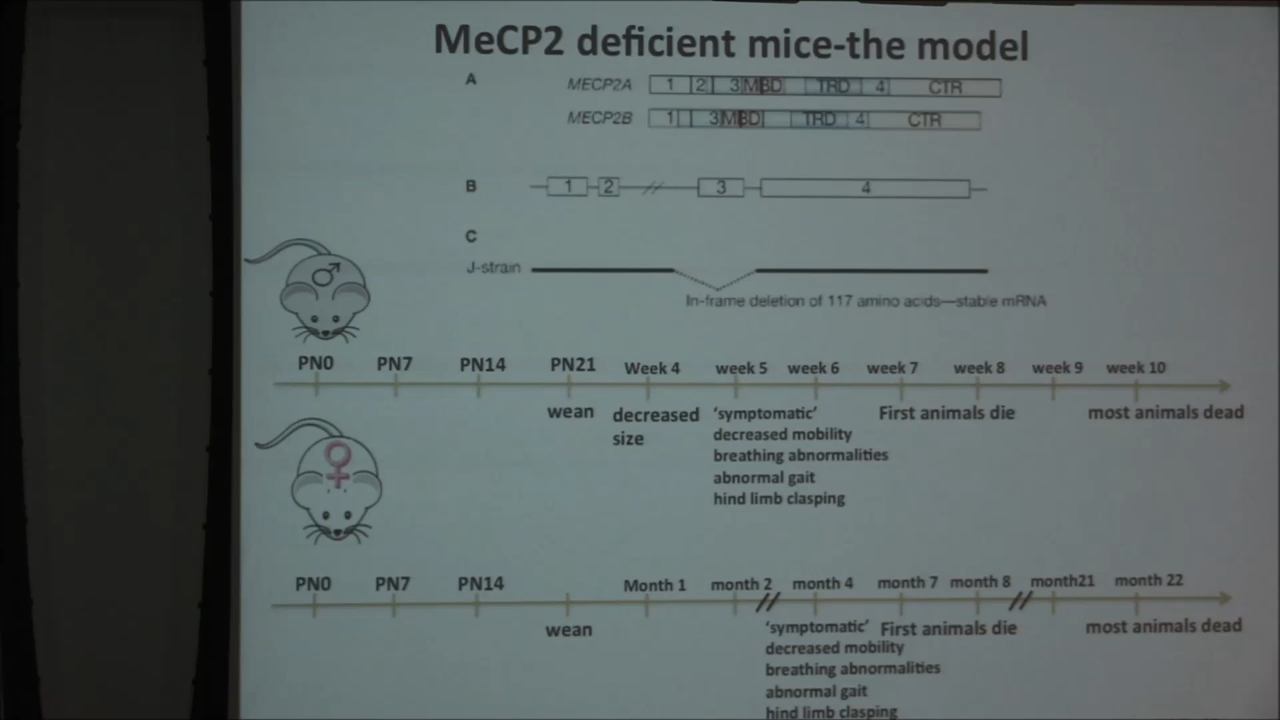 MeCP2 deficient mice-the model
A
MECP2A 1 2 3 MBD TRD 4 CTR
MECP2B 1 3 MBD TRD 4 CTR
B
1 2 3 4
C
J-strain
In-frame deletion of 117 amino acids—stable mRNA
PN0 PN7 PN14 PN21 Week 4 week 5 week 6 week 7 week 8 week 9 week 10
wean decreased 'symptomatic' First animals die most animals dead
size decreased mobility
breathing abnormalities
abnormal gait
hind limb clasping
PN0 PN7 PN14 Month 1 month 2 month 4 month 7 month 8 month21 month 22
wean 'symptomatic' First animals die most animals dead
decreased mobility
breathing abnormalities
abnormal gait
hind limb clasping